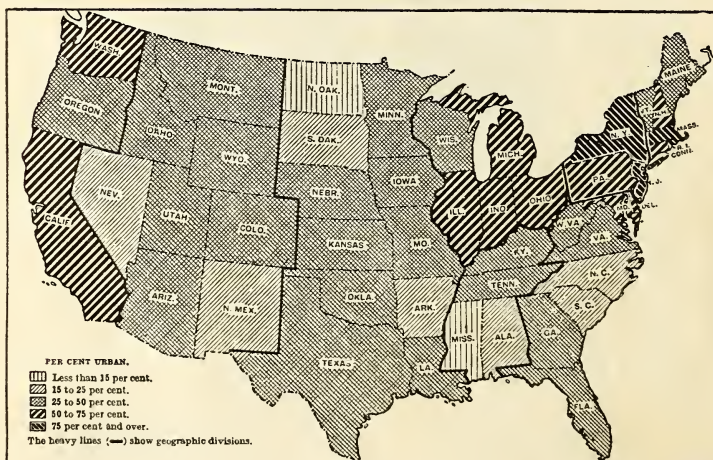 WASH.
MONT.
N. DAK.
MINN.
MAINE
OREGON
IDAHO
S. DAK.
WIS.
MICH.
VT.
N.H.
N. Y.
MASS.
R. I.
CONN.
WYO.
NEBR.
IOWA
PA.
N. J.
NEV.
UTAH
COLO.
KANSAS
MO.
ILL.
IND.
OHIO
MD.
DEL.
W. VA.
VA.
KY.
CALIF.
ARIZ.
N. MEX.
OKLA.
ARK.
TENN.
N. C.
S. C.
TEXAS
LA.
MISS.
ALA.
GA.
FLA.
PER CENT URBAN.
Less than 15 per cent.
15 to 25 per cent.
25 to 50 per cent.
50 to 75 per cent.
75 per cent and over.
The heavy lines (▬) show geographic divisions.